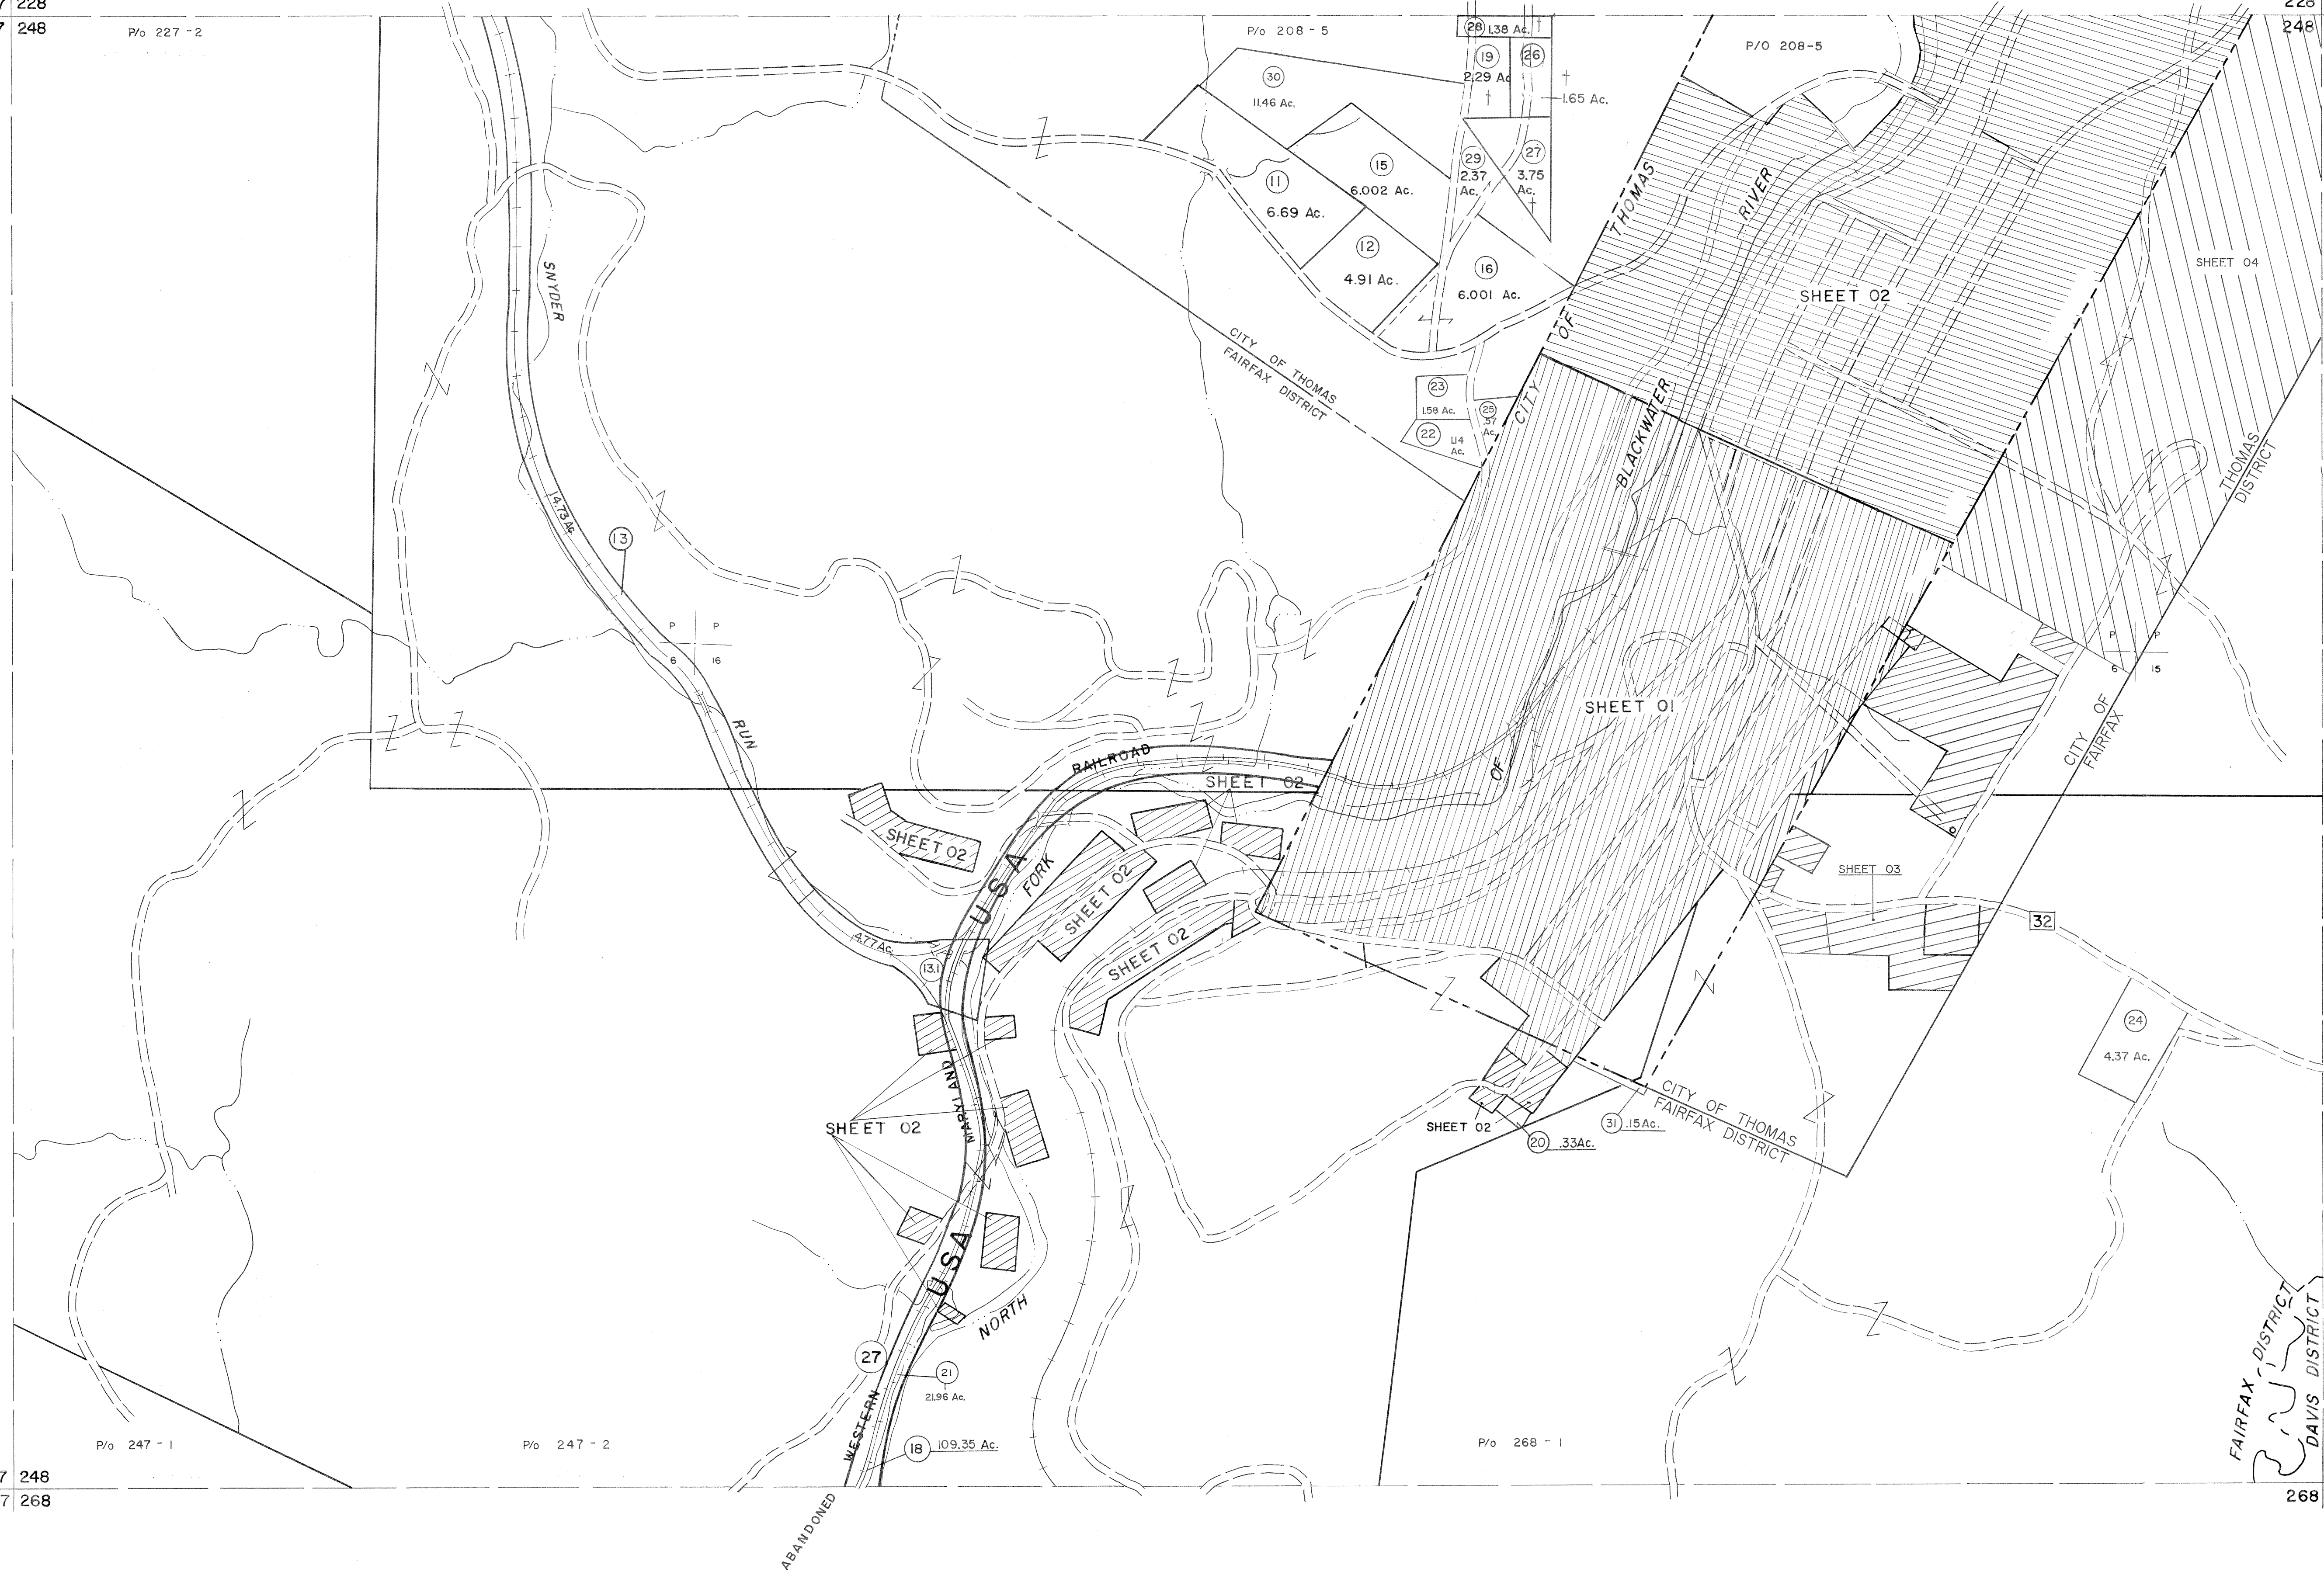 7 228
7 248
228
248
P/o 227 - 2
P/o 208 - 5
P/O 208-5
28 1.38 Ac. †
19
2.29 Ac
†
26
†
1.65 Ac.
30
11.46 Ac.
15
6.002 Ac.
29
2.37
Ac.
27
3.75
Ac.
†
11
6.69 Ac.
12
4.91 Ac.
16
6.001 Ac.
CITY OF THOMAS
RIVER
SHEET 02
SHEET 04
SNYDER
CITY OF THOMAS
FAIRFAX DISTRICT
23
1.58 Ac.
25
.57
Ac.
22
1.14
Ac.
BLACKWATER
THOMAS
DISTRICT
14.73 Ac.
13
P P
6 16
P P
6 15
RUN
SHEET 01
OF
CITY OF
FAIRFAX
RAILROAD
SHEET 02
SHEET 02
USA
FORK
SHEET 02
SHEET 02
SHEET 03
32
4.77 Ac.
13.1
24
4.37 Ac.
MARYLAND
SHEET 02
SHEET 02
20 .33Ac.
31 .15Ac.
CITY OF THOMAS
FAIRFAX DISTRICT
USA
NORTH
27
21
21.96 Ac.
WESTERN
18 109.35 Ac.
P/o 247 - 1
P/o 247 - 2
P/o 268 - 1
FAIRFAX DISTRICT
DAVIS DISTRICT
7 248
7 268
268
ABANDONED